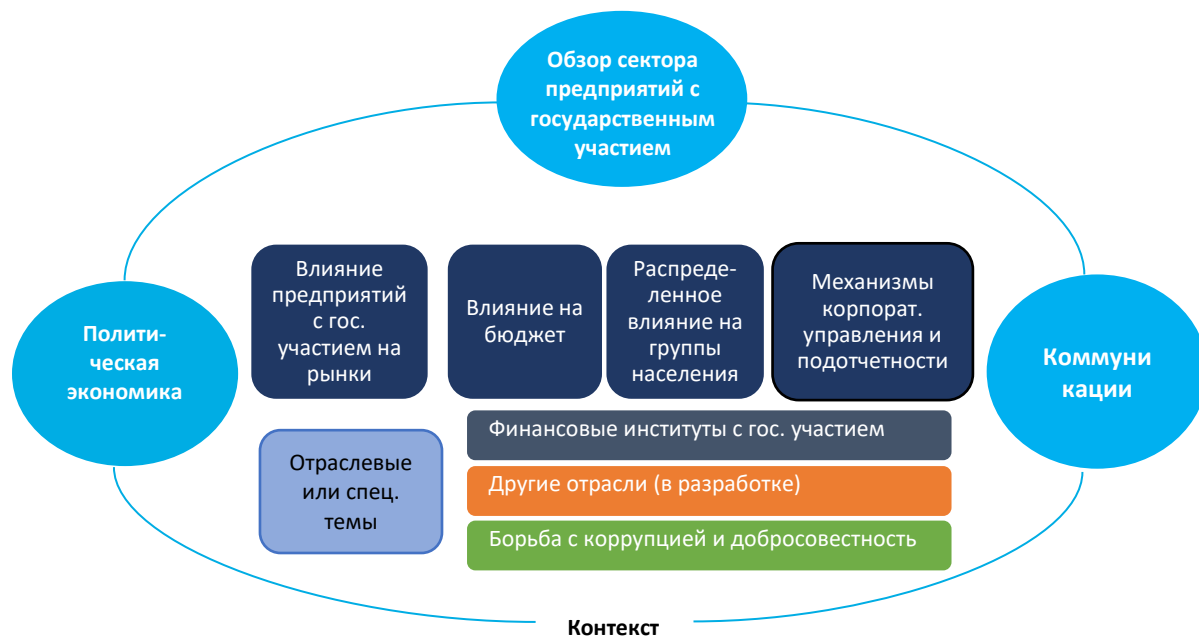 Обзор сектора
предприятий с
государственным
участием
Полити-
ческая
экономика
Влияние
предприятий
с гос.
участием на
рынки
Влияние на
бюджет
Распреде-
ленное
влияние на
группы
населения
Механизмы
корпорат.
управления и
подотчетности
Коммуни
кации
Отраслевые
или спец.
темы
Финансовые институты с гос. участием
Другие отрасли (в разработке)
Борьба с коррупцией и добросовестность
Контекст